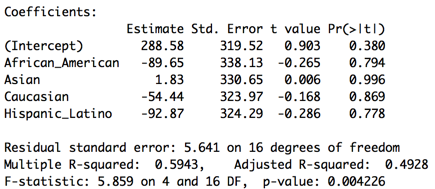 Coefficients:
Estimate Std. Error t value Pr(>|t|)
(Intercept) 288.58 319.52 0.903 0.380
African_American -89.65 338.13 -0.265 0.794
Asian 1.83 330.65 0.006 0.996
Caucasian -54.44 323.97 -0.168 0.869
Hispanic_Latino -92.87 324.29 -0.286 0.778
Residual standard error: 5.641 on 16 degrees of freedom
Multiple R-squared: 0.5943, Adjusted R-squared: 0.4928
F-statistic: 5.859 on 4 and 16 DF, p-value: 0.004226